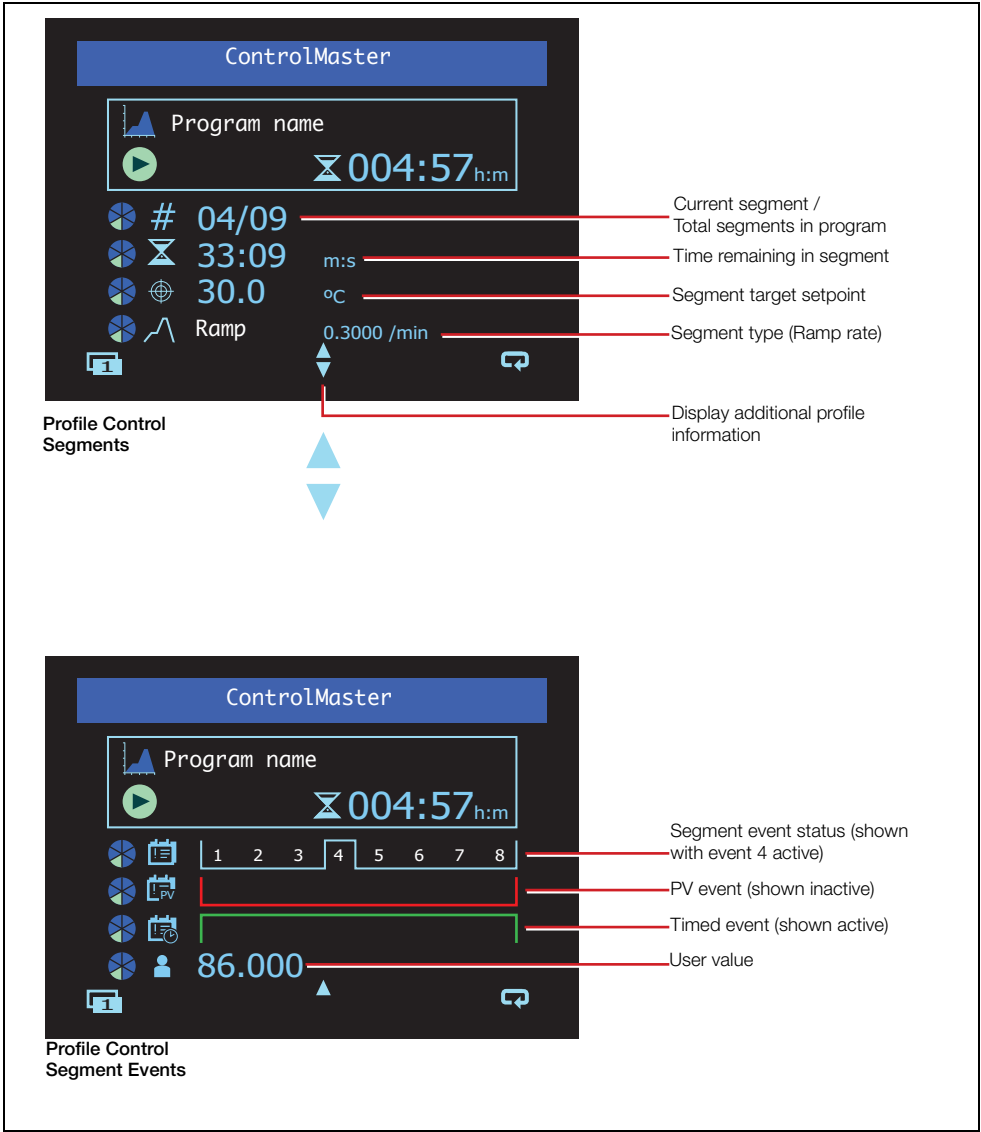 ControlMaster
Program name
004:57 h:m
# 04/09
33:09 m:s
30.0 ºC
Ramp 0.3000 /min
1
Current segment /
Total segments in program
Time remaining in segment
Segment target setpoint
Segment type (Ramp rate)
Display additional profile
information
Profile Control
Segments
ControlMaster
Program name
004:57 h:m
1 2 3 4 5 6 7 8
PV
86.000
1
Segment event status (shown
with event 4 active)
PV event (shown inactive)
Timed event (shown active)
User value
Profile Control
Segment Events